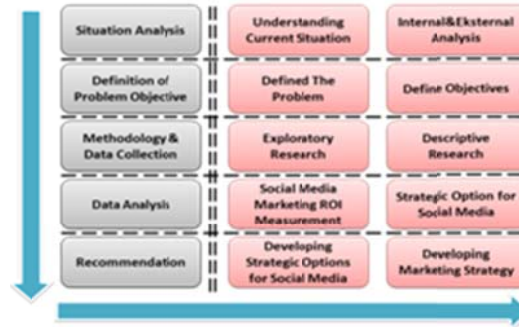 Situation Analysis
Understanding
Current Situation
Internal&Eksternal
Analysis
Definition of
Problem Objective
Defined The
Problem
Define Objectives
Methodology &
Data Collection
Exploratory
Research
Descriptive
Research
Data Analysis
Social Media
Marketing ROI
Measurement
Strategic Option for
Social Media
Recommendation
Developing
Strategic Options
for Social Media
Developing
Marketing Strategy